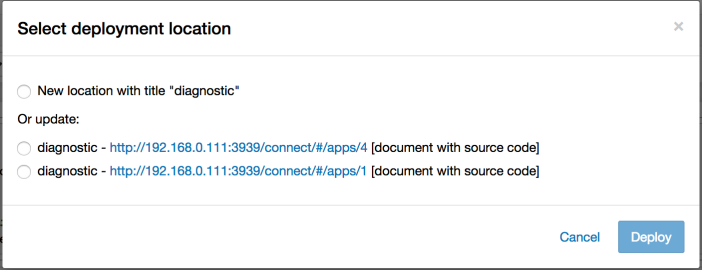 Select deployment location
×
New location with title "diagnostic"
Or update:
diagnostic - http://192.168.0.111:3939/connect/#/apps/4 [document with source code]
diagnostic - http://192.168.0.111:3939/connect/#/apps/1 [document with source code]
Cancel Deploy